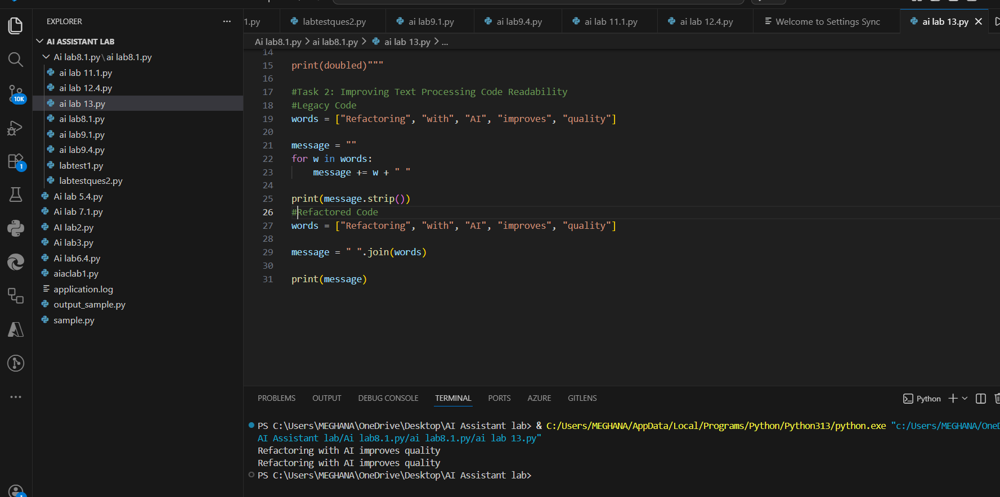 EXPLORER
AI ASSISTANT LAB
Ai lab8.1.py\ai lab8.1.py
ai lab 11.1.py
ai lab 12.4.py
ai lab 13.py
ai lab8.1.py
ai lab9.1.py
ai lab9.4.py
labtest1.py
labtestques2.py
Ai lab 5.4.py
Ai lab 7.1.py
AI lab2.py
Ai lab3.py
Ai lab6.4.py
aiaclab1.py
application.log
output_sample.py
sample.py
10K
1
1
1.py labtestques2.py ai lab9.1.py ai lab9.4.py ai lab 11.1.py ai lab 12.4.py Welcome to Settings Sync ai lab 13.py
Ai lab8.1.py > ai lab8.1.py > ai lab 13.py > ...
14
15 print(doubled)"""
16
17 #Task 2: Improving Text Processing Code Readability
18 #Legacy Code
19 words = ["Refactoring", "with", "AI", "improves", "quality"]
20
21 message = ""
22 for w in words:
23 message += w + " "
24
25 print(message.strip())
26 #Refactored Code
27 words = ["Refactoring", "with", "AI", "improves", "quality"]
28
29 message = " ".join(words)
30
31 print(message)
PROBLEMS OUTPUT DEBUG CONSOLE TERMINAL PORTS AZURE GITLENS
Python
PS C:\Users\MEGHANA\OneDrive\Desktop\AI Assistant lab> & C:/Users/MEGHANA/AppData/Local/Programs/Python/Python313/python.exe "c:/Users/MEGHANA/OneD
AI Assistant lab/Ai lab8.1.py/ai lab8.1.py/ai lab 13.py"
Refactoring with AI improves quality
Refactoring with AI improves quality
PS C:\Users\MEGHANA\OneDrive\Desktop\AI Assistant lab>